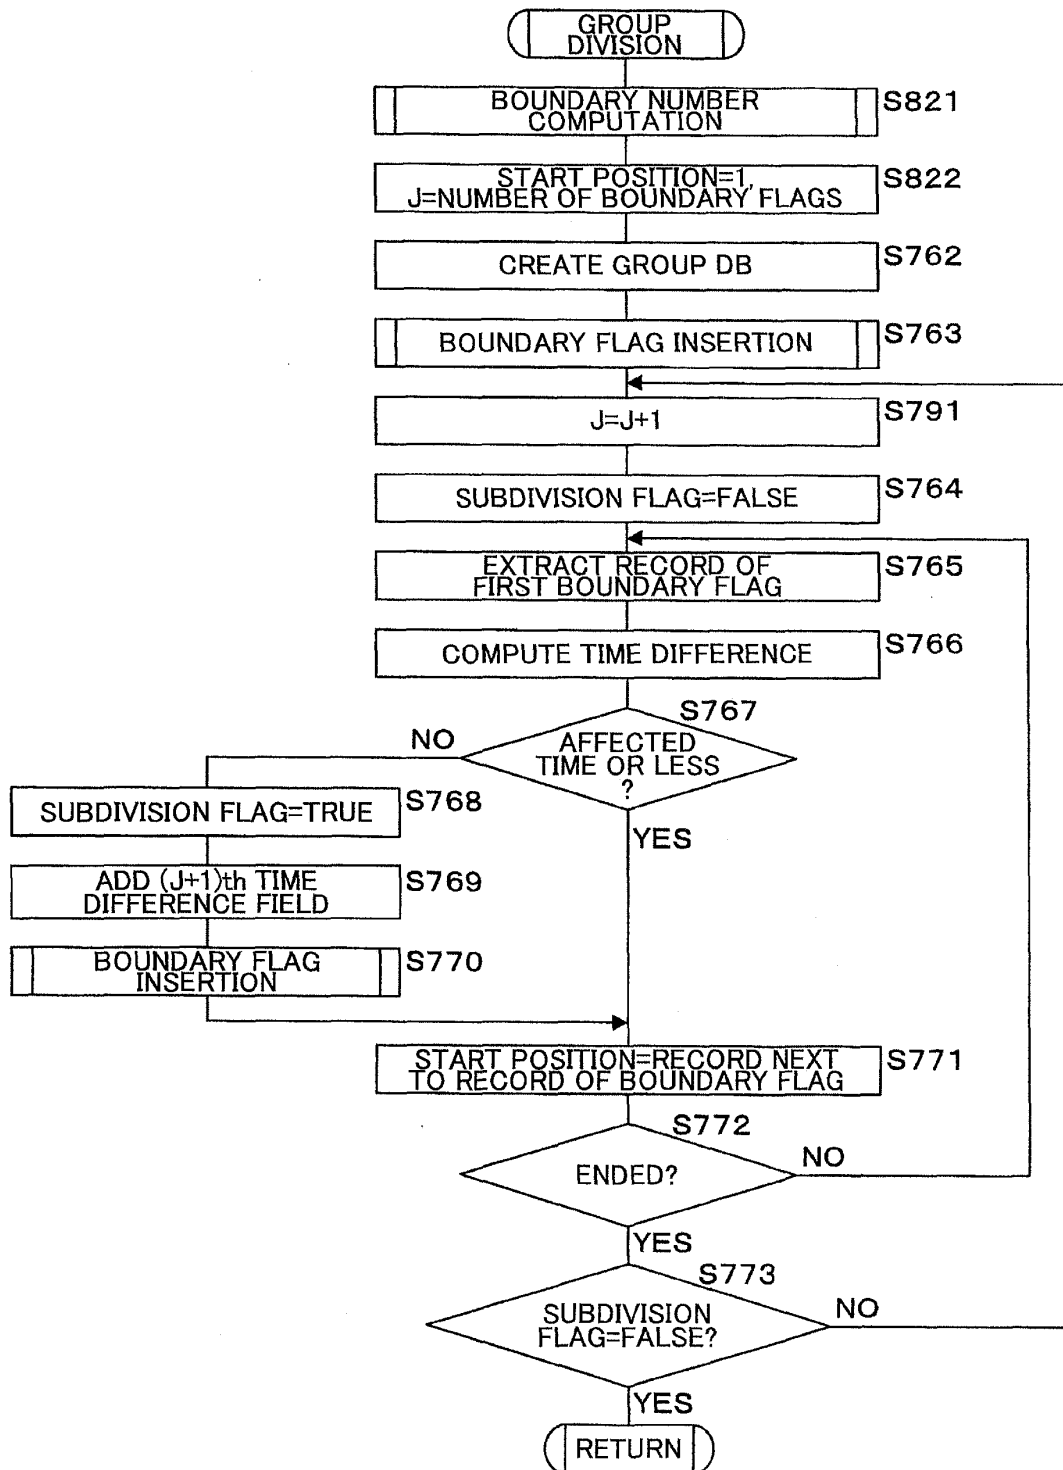 GROUP
DIVISION
BOUNDARY NUMBER
COMPUTATION
S821
START POSITION=1,
J=NUMBER OF BOUNDARY FLAGS
S822
CREATE GROUP DB
S762
BOUNDARY FLAG INSERTION
S763
J=J+1
S791
SUBDIVISION FLAG=FALSE
S764
EXTRACT RECORD OF
FIRST BOUNDARY FLAG
S765
COMPUTE TIME DIFFERENCE
S766
S767
NO
AFFECTED
TIME OR LESS
?
YES
SUBDIVISION FLAG=TRUE
S768
ADD (J+1)th TIME
DIFFERENCE FIELD
S769
BOUNDARY FLAG
INSERTION
S770
START POSITION=RECORD NEXT
TO RECORD OF BOUNDARY FLAG
S771
S772
ENDED?
NO
YES
S773
SUBDIVISION
FLAG=FALSE?
NO
YES
RETURN